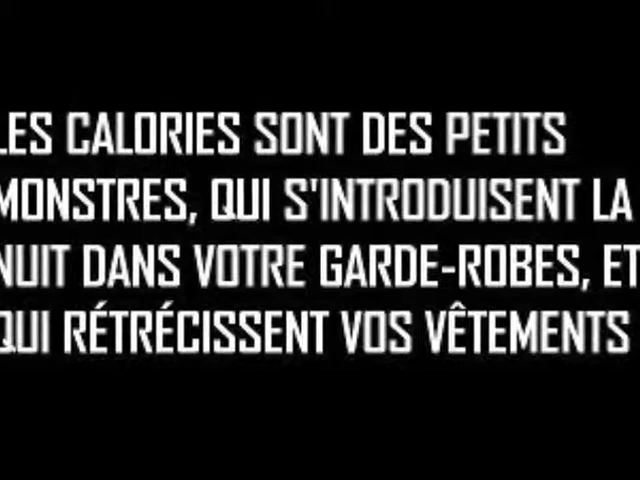 LES CALORIES SONT DES PETITS
MONSTRES, QUI S'INTRODUISENT LA
NUIT DANS VOTRE GARDE-ROBES, ET
QUI RÉTRÉCISSENT VOS VÊTEMENTS